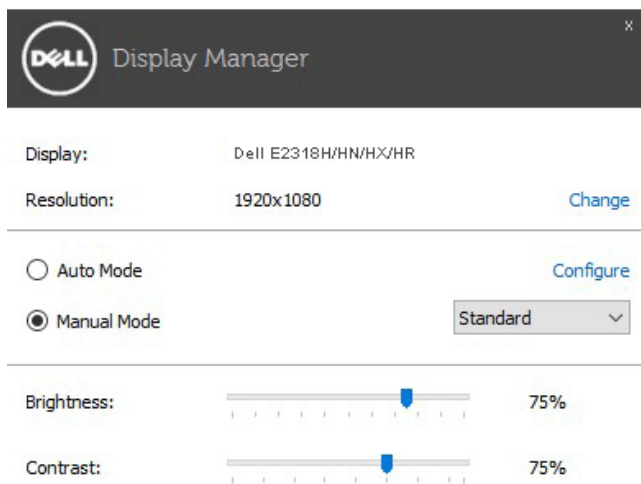 DELL Display Manager x
Display: Dell E2318H/HN/HX/HR
Resolution: 1920x1080 Change
Auto Mode Configure
Manual Mode Standard
Brightness: 75%
Contrast: 75%